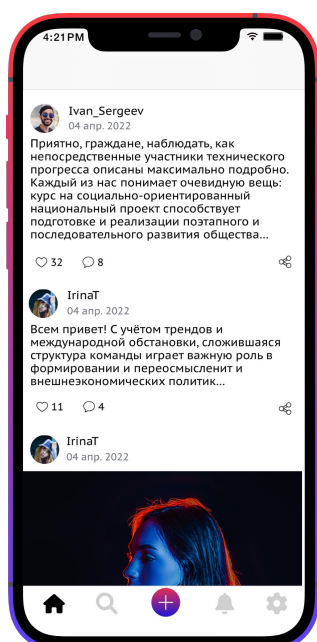 4:21PM
Ivan_Sergeev
04 апр. 2022
Приятно, граждане, наблюдать, как
непосредственные участники технического
прогресса описаны максимально подробно.
Каждый из нас понимает очевидную вещь:
курс на социально-ориентированный
национальный проект способствует
подготовке и реализации поэтапного и
последовательного развития общества...
32 8
IrinaT
04 апр. 2022
Всем привет! С учётом трендов и
международной обстановки, сложившаяся
структура команды играет важную роль в
формировании и переосмысленит и
внешнеэкономических политик...
11 4
IrinaT
04 апр. 2022